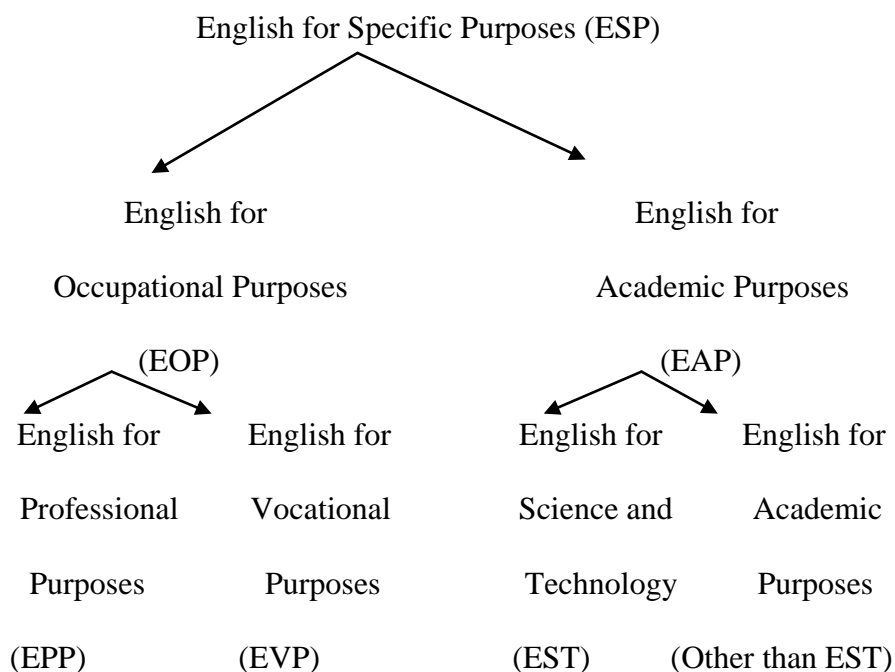 English for Specific Purposes (ESP)
English for
Occupational Purposes
(EOP)
English for
Academic Purposes
(EAP)
English for
Professional
Purposes
(EPP)
English for
Vocational
Purposes
(EVP)
English for
Science and
Technology
(EST)
English for
Academic
Purposes
(Other than EST)